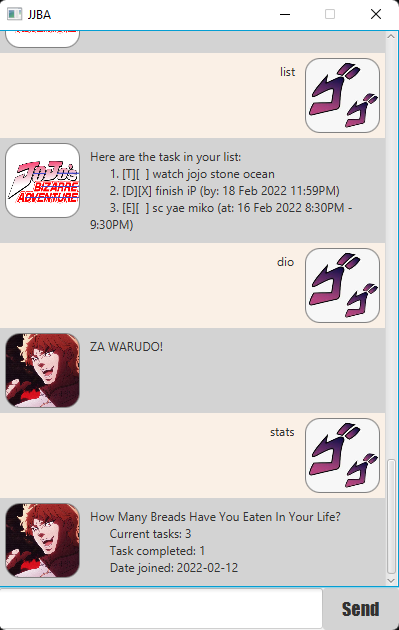 JJBA
list
ゴ
JoJo's
BIZARRE
ADVENTURE
Here are the task in your list:
1. [T][ ] watch jojo stone ocean
2. [D][X] finish iP (by: 18 Feb 2022 11:59PM)
3. [E][ ] sc yae miko (at: 16 Feb 2022 8:30PM -
9:30PM)
dio
ゴ
ZA WARUDO!
stats
ゴ
How Many Breads Have You Eaten In Your Life?
Current tasks: 3
Task completed: 1
Date joined: 2022-02-12
Send